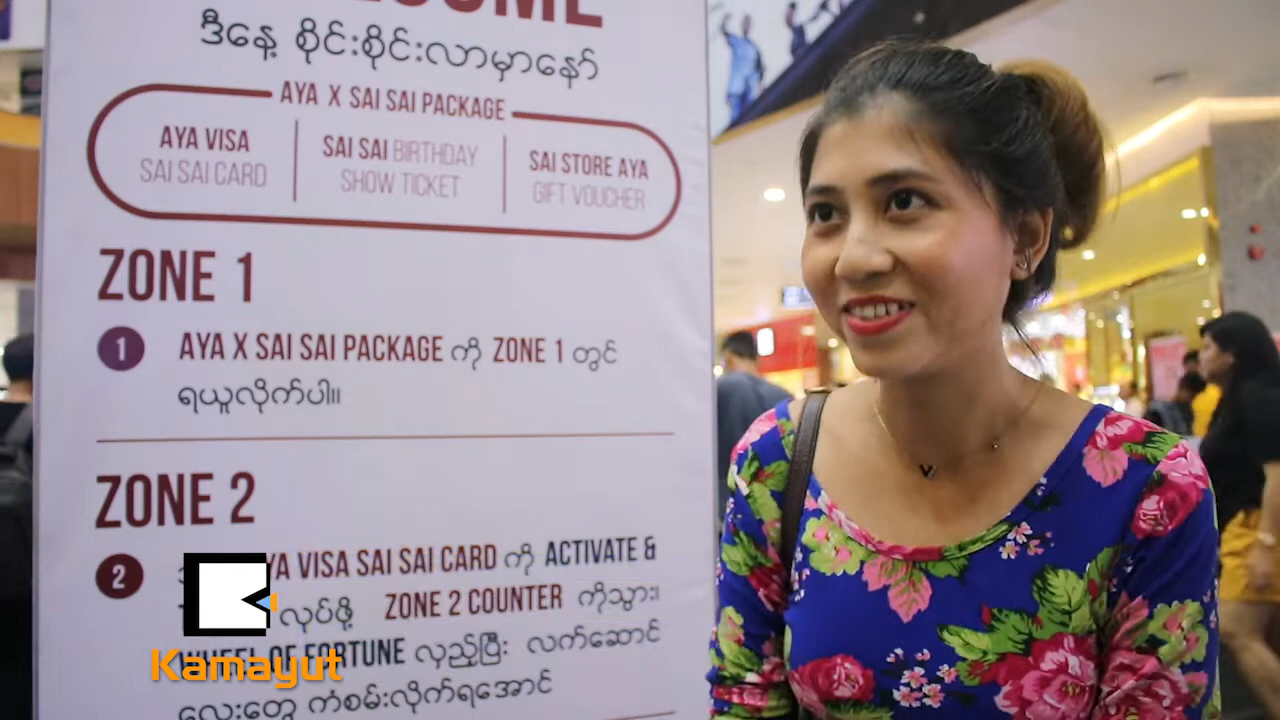 ဒီနေ့ စိုင်းစိုင်းလာမှာနော်
AYA X SAI SAI PACKAGE
AYA VISA
SAI SAI CARD
SAI SAI BIRTHDAY
SHOW TICKET
SAI STORE AYA
GIFT VOUCHER
ZONE 1
1 AYA X SAI SAI PACKAGE ကို ZONE 1 တွင်
ရယူလိုက်ပါ။
ZONE 2
2 VISA SAI SAI CARD ကို ACTIVATE &
လုပ်ဖို့ ZONE 2 COUNTER ကိုသွား၊
WHEEL OF FORTUNE လှည့်ပြီး လက်ဆောင်
လေးတွေ ကံစမ်းလိုက်ရအောင်
Kamayut